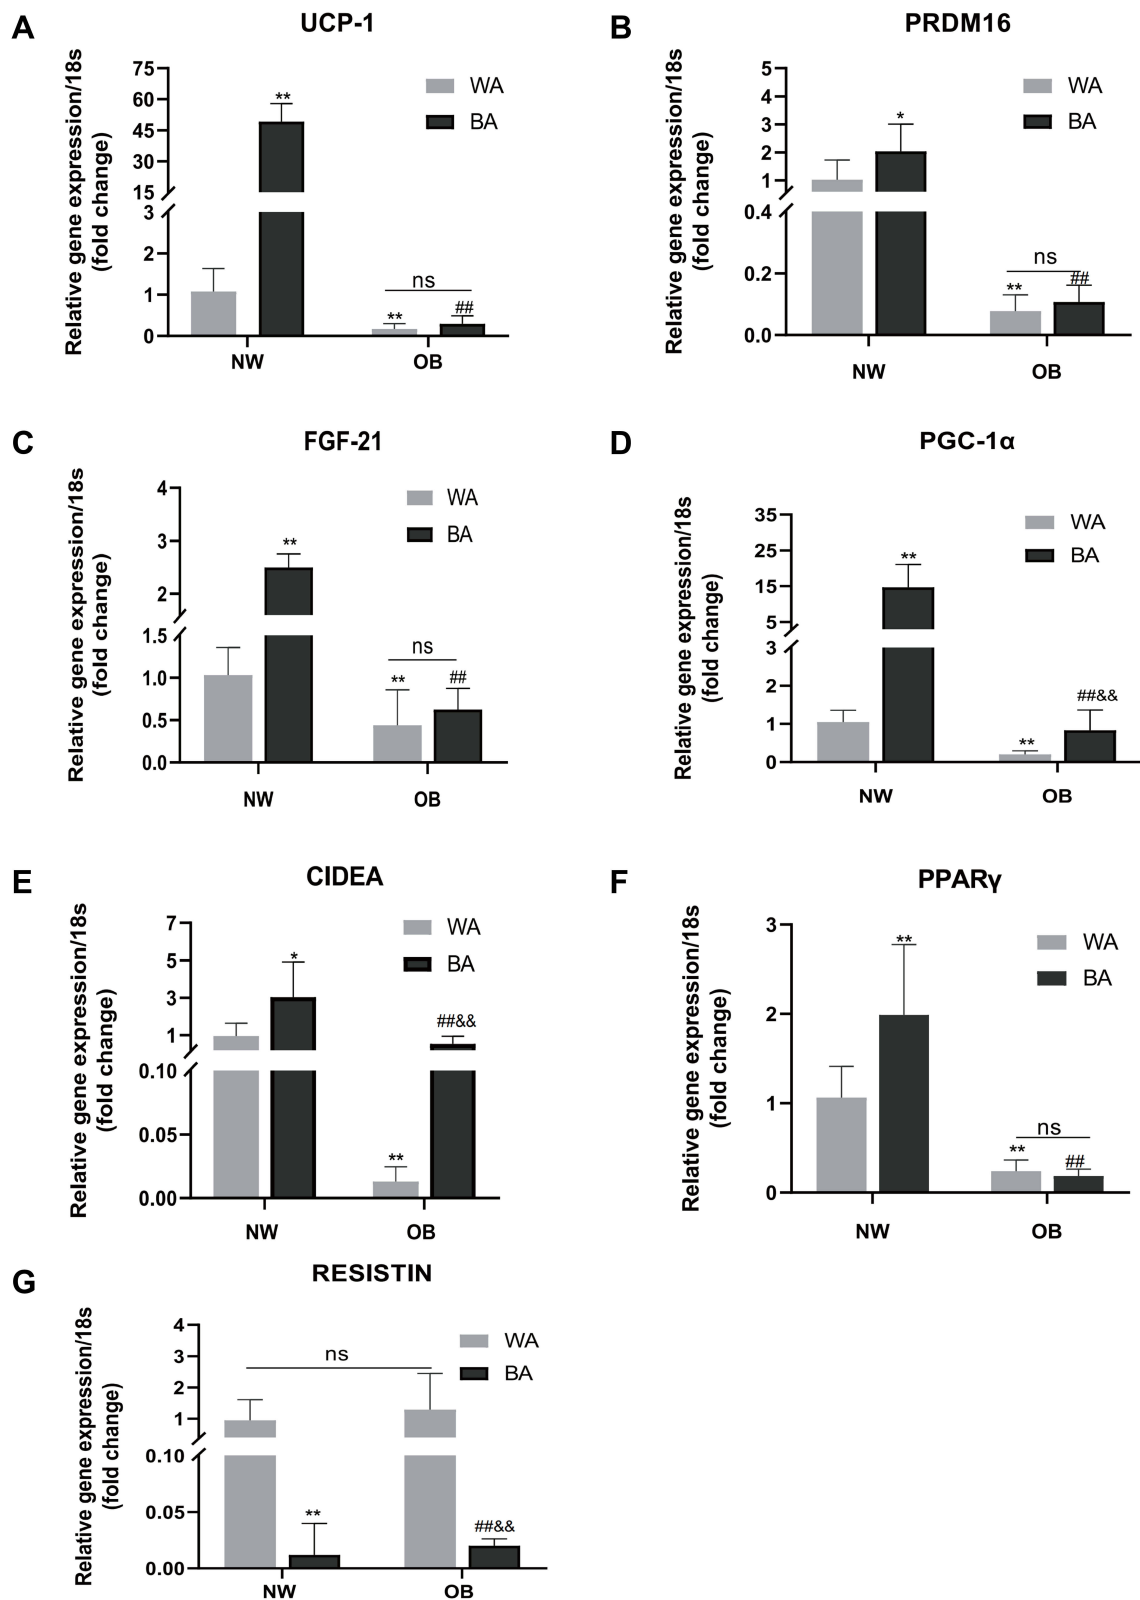 A
UCP-1
Relative gene expression/18s
(fold change)
75
60
45
30
15
3
2
1
0
**
ns
**
##
WA
BA
NW
OB
B
PRDM16
Relative gene expression/18s
(fold change)
5
4
3
2
1
0.4
0.2
0.0
*
ns
**
##
WA
BA
NW
OB
C
FGF-21
Relative gene expression/18s
(fold change)
4
3
2
1.5
1.0
0.5
0.0
**
ns
**
##
WA
BA
NW
OB
D
PGC-1α
Relative gene expression/18s
(fold change)
35
25
15
5
3
2
1
0
**
**
##&&
WA
BA
NW
OB
E
CIDEA
Relative gene expression/18s
(fold change)
7
5
3
1
0.10
0.05
0.00
*
**
##&&
WA
BA
NW
OB
F
PPARγ
Relative gene expression/18s
(fold change)
3
2
1
0
**
ns
**
##
WA
BA
NW
OB
G
RESISTIN
Relative gene expression/18s
(fold change)
4
3
2
1
0.10
0.05
0.00
ns
**
##&&
WA
BA
NW
OB